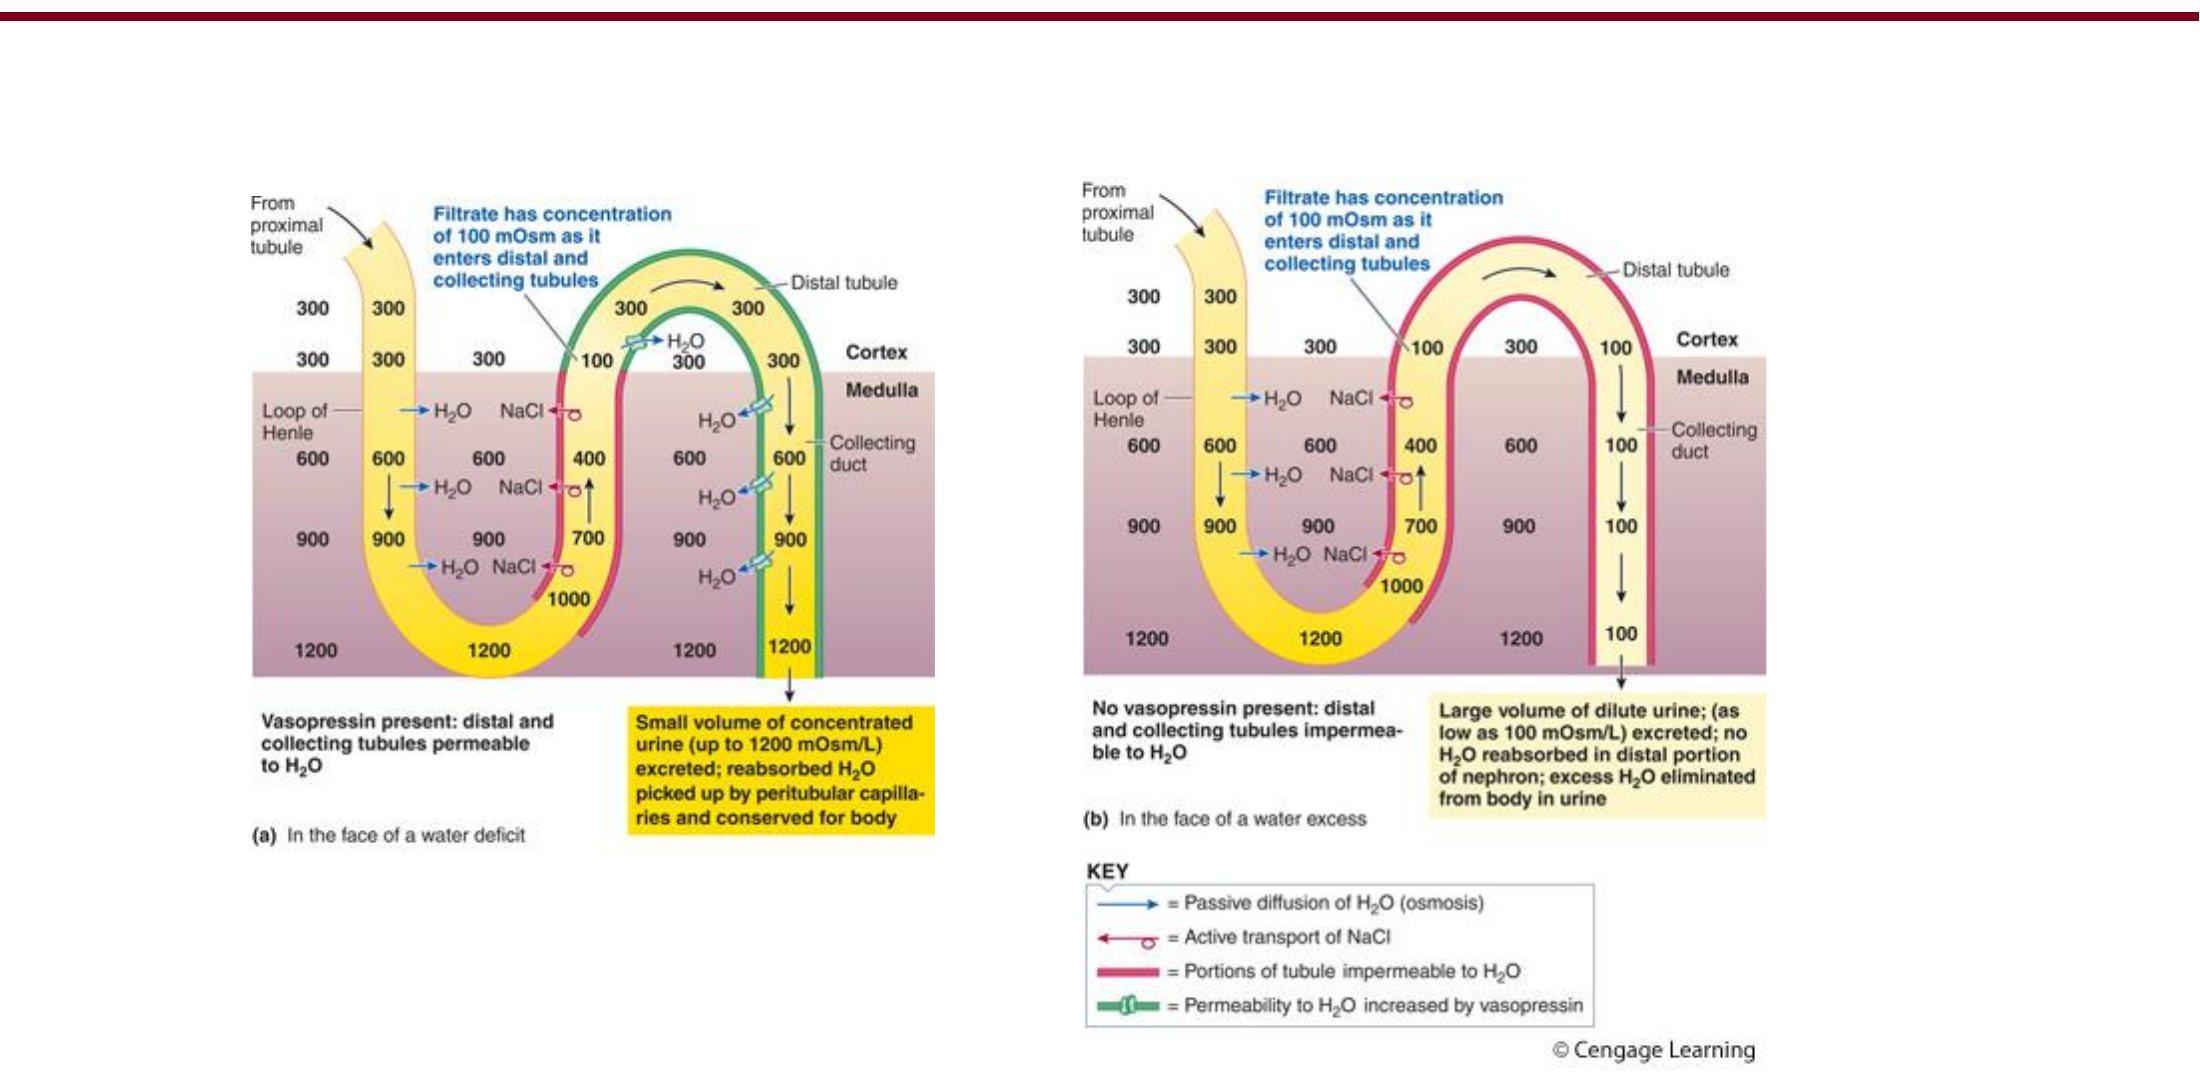 From
proximal
tubule
Filtrate has concentration
of 100 mOsm as it
enters distal and
collecting tubules
Distal tubule
300 300 300 300
H₂O
300 300 300 100 300 300
Cortex
Medulla
Loop of
Henle
H₂O NaCl H₂O
Collecting
duct
600 600 600 400 600 600
H₂O NaCl H₂O
900 900 900 700 900 900
H₂O NaCl H₂O
1000
1200 1200 1200 1200
Vasopressin present: distal and
collecting tubules permeable
to H₂O
Small volume of concentrated
urine (up to 1200 mOsm/L)
excreted; reabsorbed H₂O
picked up by peritubular capilla-
ries and conserved for body
(a) In the face of a water deficit
From
proximal
tubule
Filtrate has concentration
of 100 mOsm as it
enters distal and
collecting tubules
Distal tubule
300 300
300 300 300 100 300 100
Cortex
Medulla
Loop of
Henle
H₂O NaCl
Collecting
duct
600 600 600 400 600 100
H₂O NaCl
900 900 900 700 900 100
H₂O NaCl
1000
1200 1200 1200 100
No vasopressin present: distal
and collecting tubules impermea-
ble to H₂O
Large volume of dilute urine; (as
low as 100 mOsm/L) excreted; no
H₂O reabsorbed in distal portion
of nephron; excess H₂O eliminated
from body in urine
(b) In the face of a water excess
KEY
= Passive diffusion of H₂O (osmosis)
= Active transport of NaCl
= Portions of tubule impermeable to H₂O
= Permeability to H₂O increased by vasopressin
© Cengage Learning